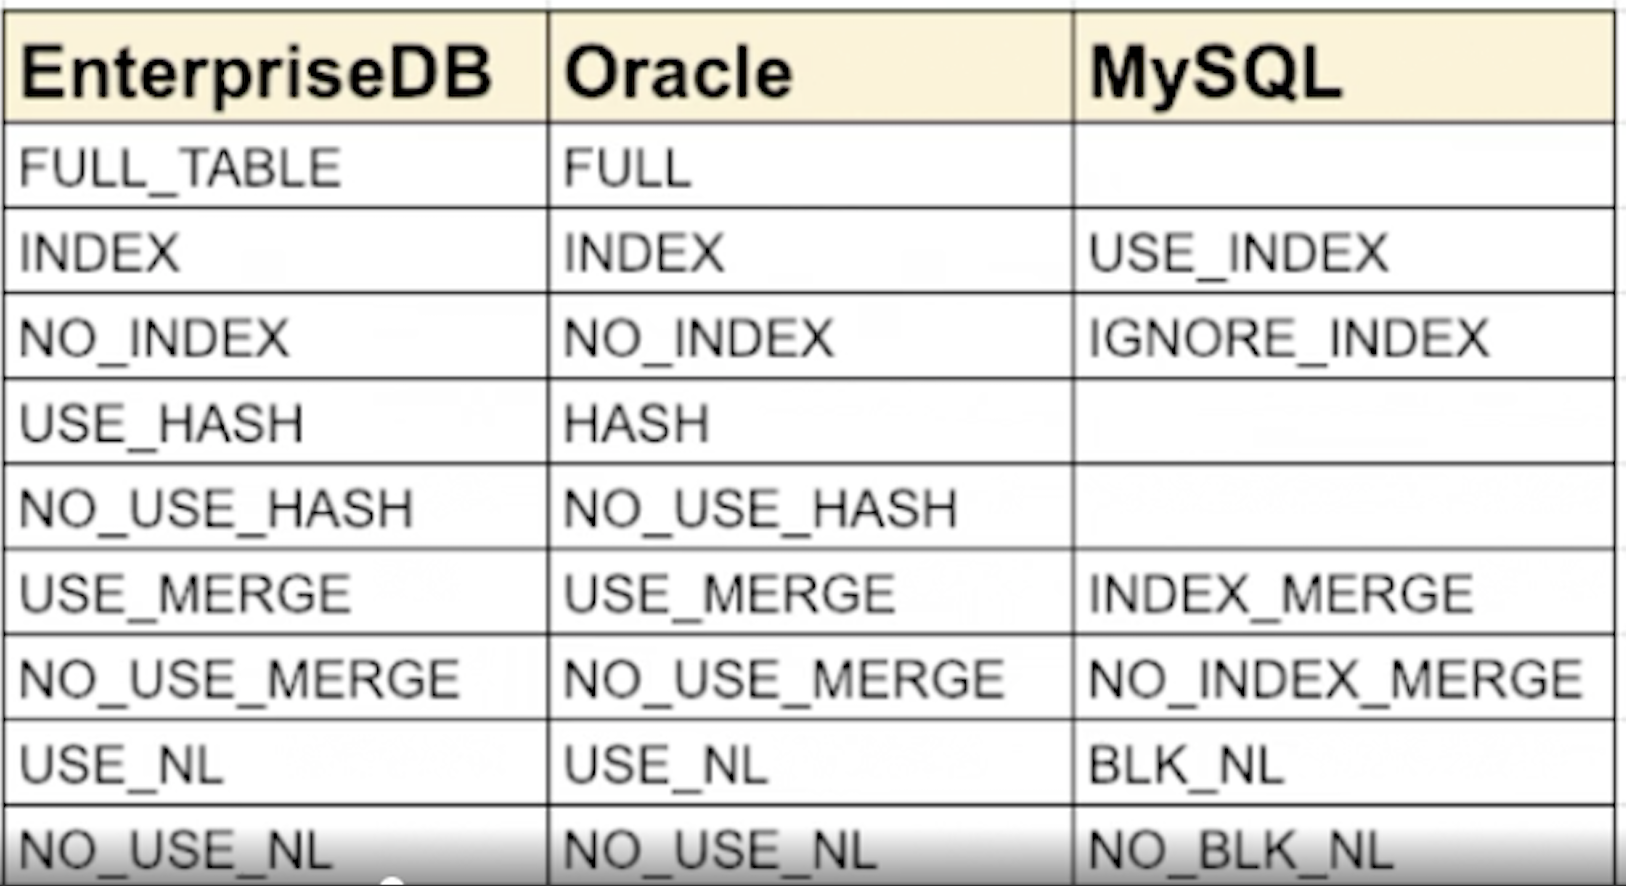 EnterpriseDB Oracle MySQL
FULL_TABLE FULL
INDEX INDEX USE_INDEX
NO_INDEX NO_INDEX IGNORE_INDEX
USE_HASH HASH
NO_USE_HASH NO_USE_HASH
USE_MERGE USE_MERGE INDEX_MERGE
NO_USE_MERGE NO_USE_MERGE NO_INDEX_MERGE
USE_NL USE_NL BLK_NL
NO_USE_NL NO_USE_NL NO_BLK_NL